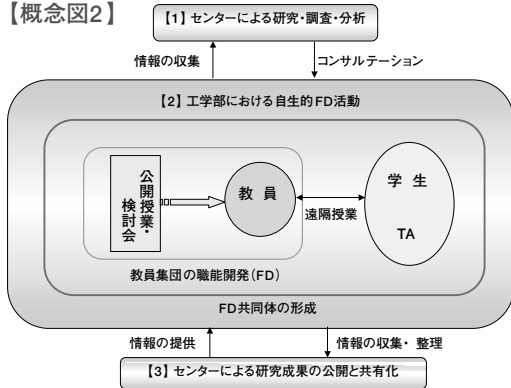 【概念図2】
【1】センターによる研究・調査・分析
情報の収集
コンサルテーション
【2】工学部における自生的FD活動
公開授業・
検討会
教 員
遠隔授業
学 生
TA
教員集団の職能開発(FD)
FD共同体の形成
情報の提供
情報の収集・ 整理
【3】センターによる研究成果の公開と共有化